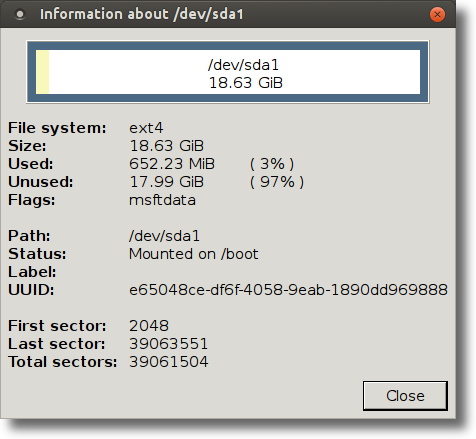 Information about /dev/sda1
/dev/sda1
18.63 GiB
File system: ext4
Size: 18.63 GiB
Used: 652.23 MiB ( 3% )
Unused: 17.99 GiB ( 97% )
Flags: msftdata
Path: /dev/sda1
Status: Mounted on /boot
Label:
UUID: e65048ce-df6f-4058-9eab-1890dd969888
First sector: 2048
Last sector: 39063551
Total sectors: 39061504
Close